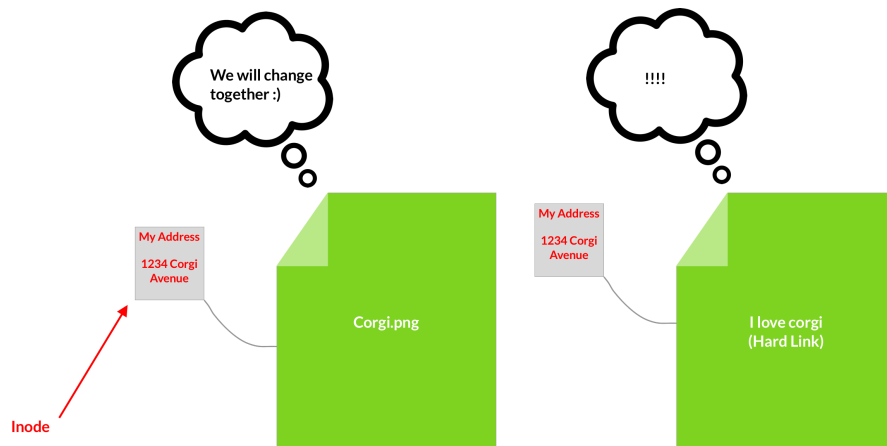 We will change
together :)
!!!!
My Address
1234 Corgi
Avenue
Corgi.png
My Address
1234 Corgi
Avenue
I love corgi
(Hard Link)
Inode